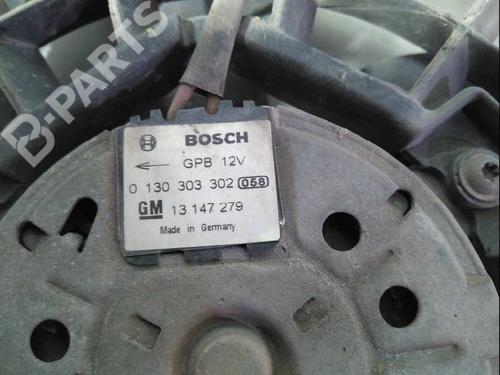 B-PARTS
BOSCH
GPB 12V
0 130 303 302 058
GM 13 147 279
Made in Germany